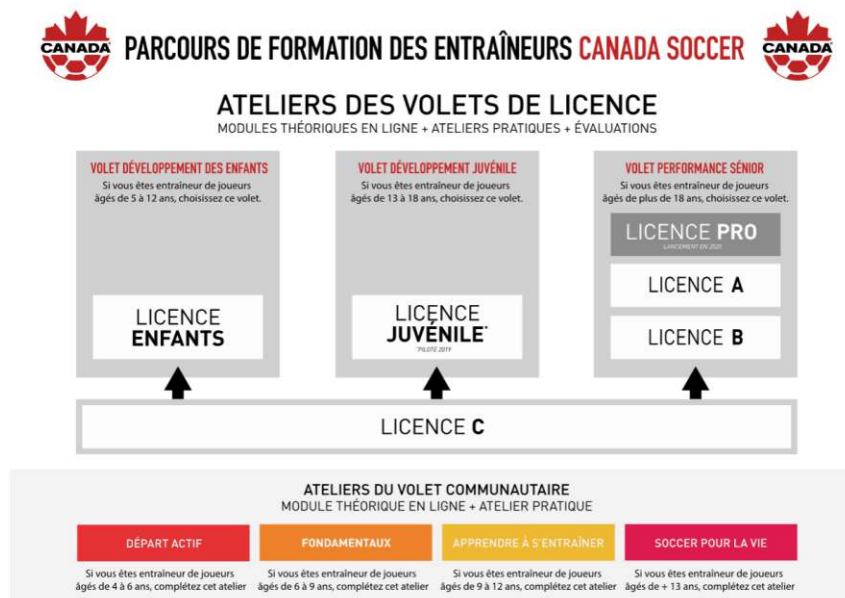 CANADA
PARCOURS DE FORMATION DES ENTRAÎNEURS CANADA SOCCER
CANADA
ATELIERS DES VOLETS DE LICENCE
MODULES THÉORIQUES EN LIGNE + ATELIERS PRATIQUES + ÉVALUATIONS
VOLET DÉVELOPPEMENT DES ENFANTS
Si vous êtes entraîneur de joueurs
âgés de 5 à 12 ans, choisissez ce volet.
LICENCE
ENFANTS
VOLET DÉVELOPPEMENT JUVÉNILE
Si vous êtes entraîneur de joueurs
âgés de 13 à 18 ans, choisissez ce volet.
LICENCE
JUVÉNILE*
*PILOTE 2019
VOLET PERFORMANCE SÉNIOR
Si vous êtes entraîneur de joueurs
âgés de plus de 18 ans, choisissez ce volet.
LICENCE PRO
LANCEMENT EN 2020
LICENCE A
LICENCE B
LICENCE C
ATELIERS DU VOLET COMMUNAUTAIRE
MODULE THÉORIQUE EN LIGNE + ATELIER PRATIQUE
DÉPART ACTIF
Si vous êtes entraîneur de joueurs
âgés de 4 à 6 ans, complétez cet atelier
FONDAMENTAUX
Si vous êtes entraîneur de joueurs
âgés de 6 à 9 ans, complétez cet atelier
APPRENDRE À S'ENTRAÎNER
Si vous êtes entraîneur de joueurs
âgés de 9 à 12 ans, complétez cet atelier
SOCCER POUR LA VIE
Si vous êtes entraîneur de joueurs
âgés de + 13 ans, complétez cet atelier